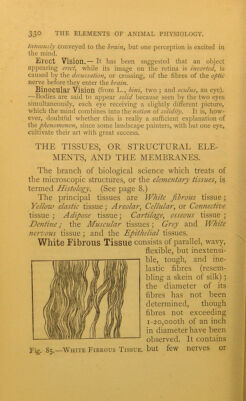 350 THE ELEMENTS OF ANIMAL PHYSIOLOGY.
taneously conveyed to the brain, but one perception is excited in
the mind.
Erect Vision.— It has been suggested that an object
appearing erect, while its image on the retina is inverted, is
caused by the decussation, or crossing, of the fibres of the optic
nerve before they enter the brain.
Binocular Vision (from L., bini, two; and oculus, an eye).
—Bodies are said to appear solid because seen by the two eyes
simultaneously, each eye receiving a slightly different picture,
which the mind combines into the notion of solidity. It is, how-
ever, doubtful whether this is really a sufficient explanation of
the phenomenon, since some landscape painters, with but one eye,
cultivate their art with great success.
THE TISSUES, OR STRUCTURAL ELE-
MENTS, AND THE MEMBRANES.
The branch of biological science which treats of
the microscopic structures, or the elementary tissues, is
termed Histology. (See page 8.)
The principal tissues are White fibrous tissue;
Yellow elastic tissue; Areolar, Cellular, or Connective
tissue; Adipose tissue; Cartilage, osseous tissue;
Dentine; the Muscular tissues; Grey and White
nervous tissue; and the Epithelial tissues.
White Fibrous Tissue consists of parallel, wavy,
flexible, but inextensi-
ble, tough, and ine-
lastic fibres (resem-
bling a skein of silk);
the diameter of its
fibres has not been
determined, though
fibres not exceeding
1-20,000th of an inch
in diameter have been
observed. It contains
but few nerves or
Fig. 85.—White Fibrous Tissue.